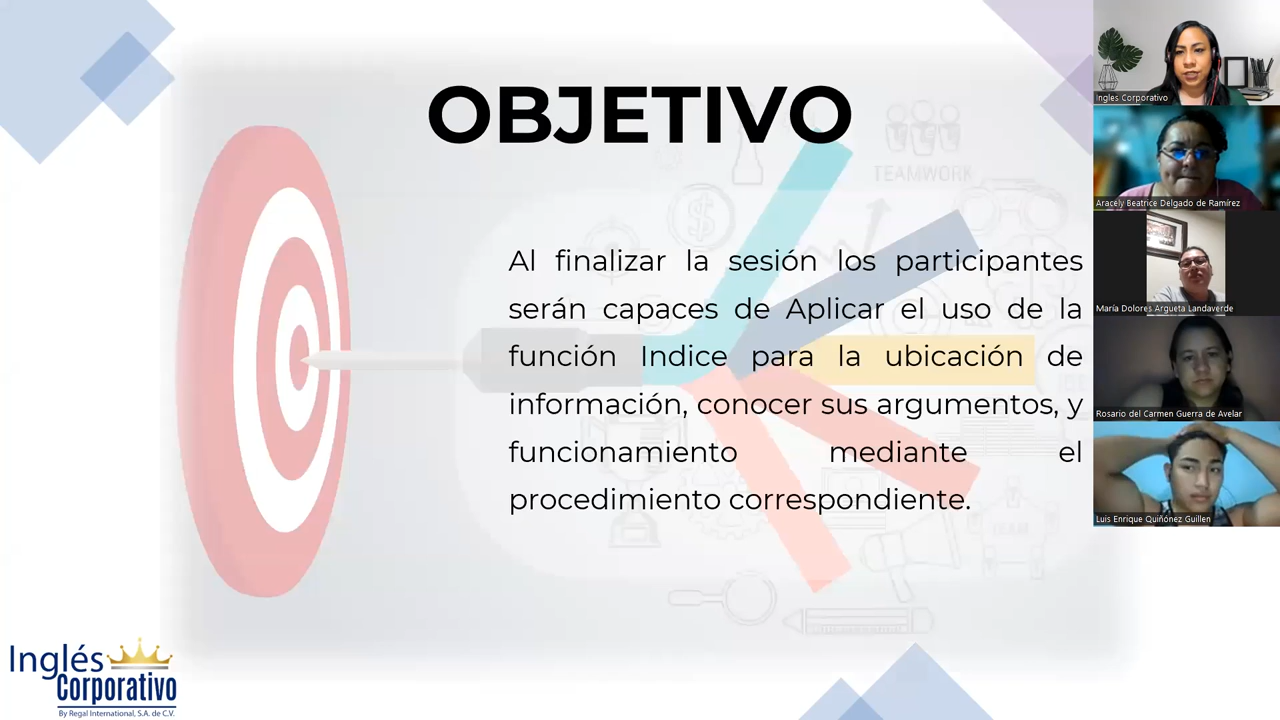 OBJETIVO
TEAMWORK
Al finalizar la sesión los participantes
serán capaces de Aplicar el uso de la
función Indice para la ubicación de
información, conocer sus argumentos, y
funcionamiento mediante el
procedimiento correspondiente.
TEAM
Inglés
Corporativo
By Regal International, S.A. de C.V.
Ingles Corporativo
Aracely Beatrice Delgado de Ramírez
María Dolores Argueta Landaverde
Rosario del Carmen Guerra de Avelar
Luis Enrique Quiñónez Guillen